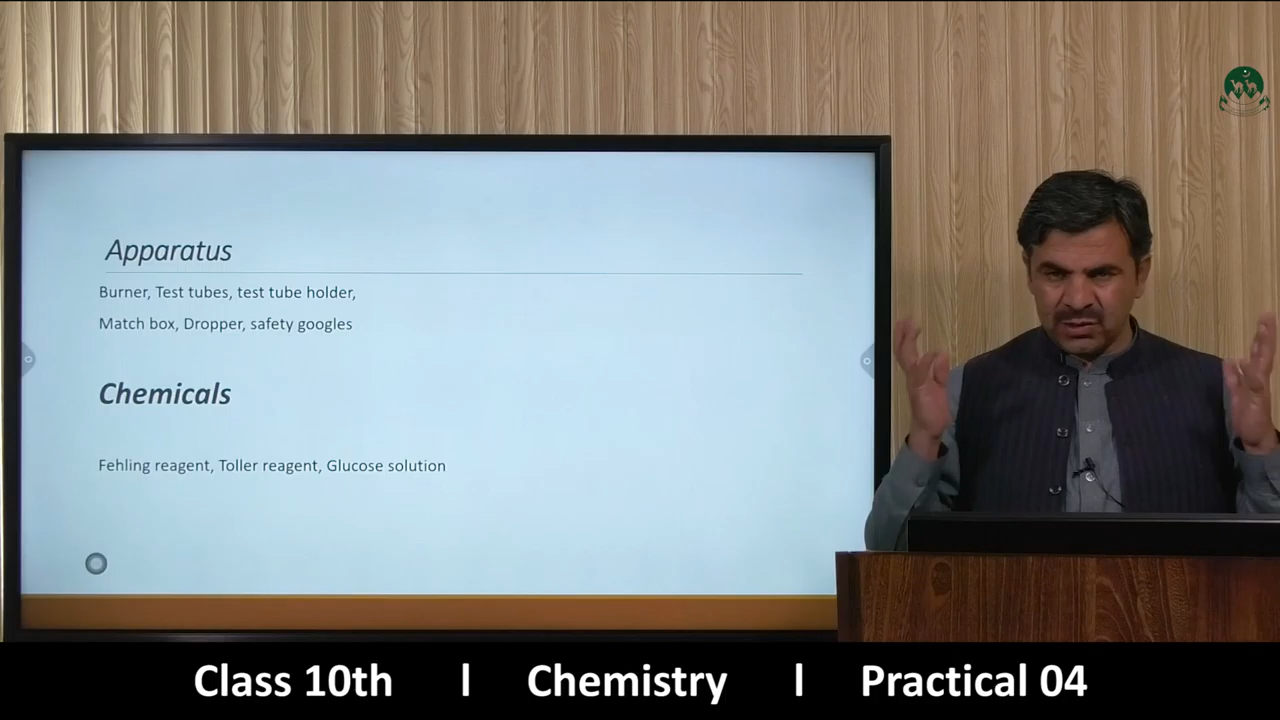 Apparatus
Burner, Test tubes, test tube holder,
Match box, Dropper, safety googles
Chemicals
Fehling reagent, Toller reagent, Glucose solution
Class 10th l Chemistry l Practical 04